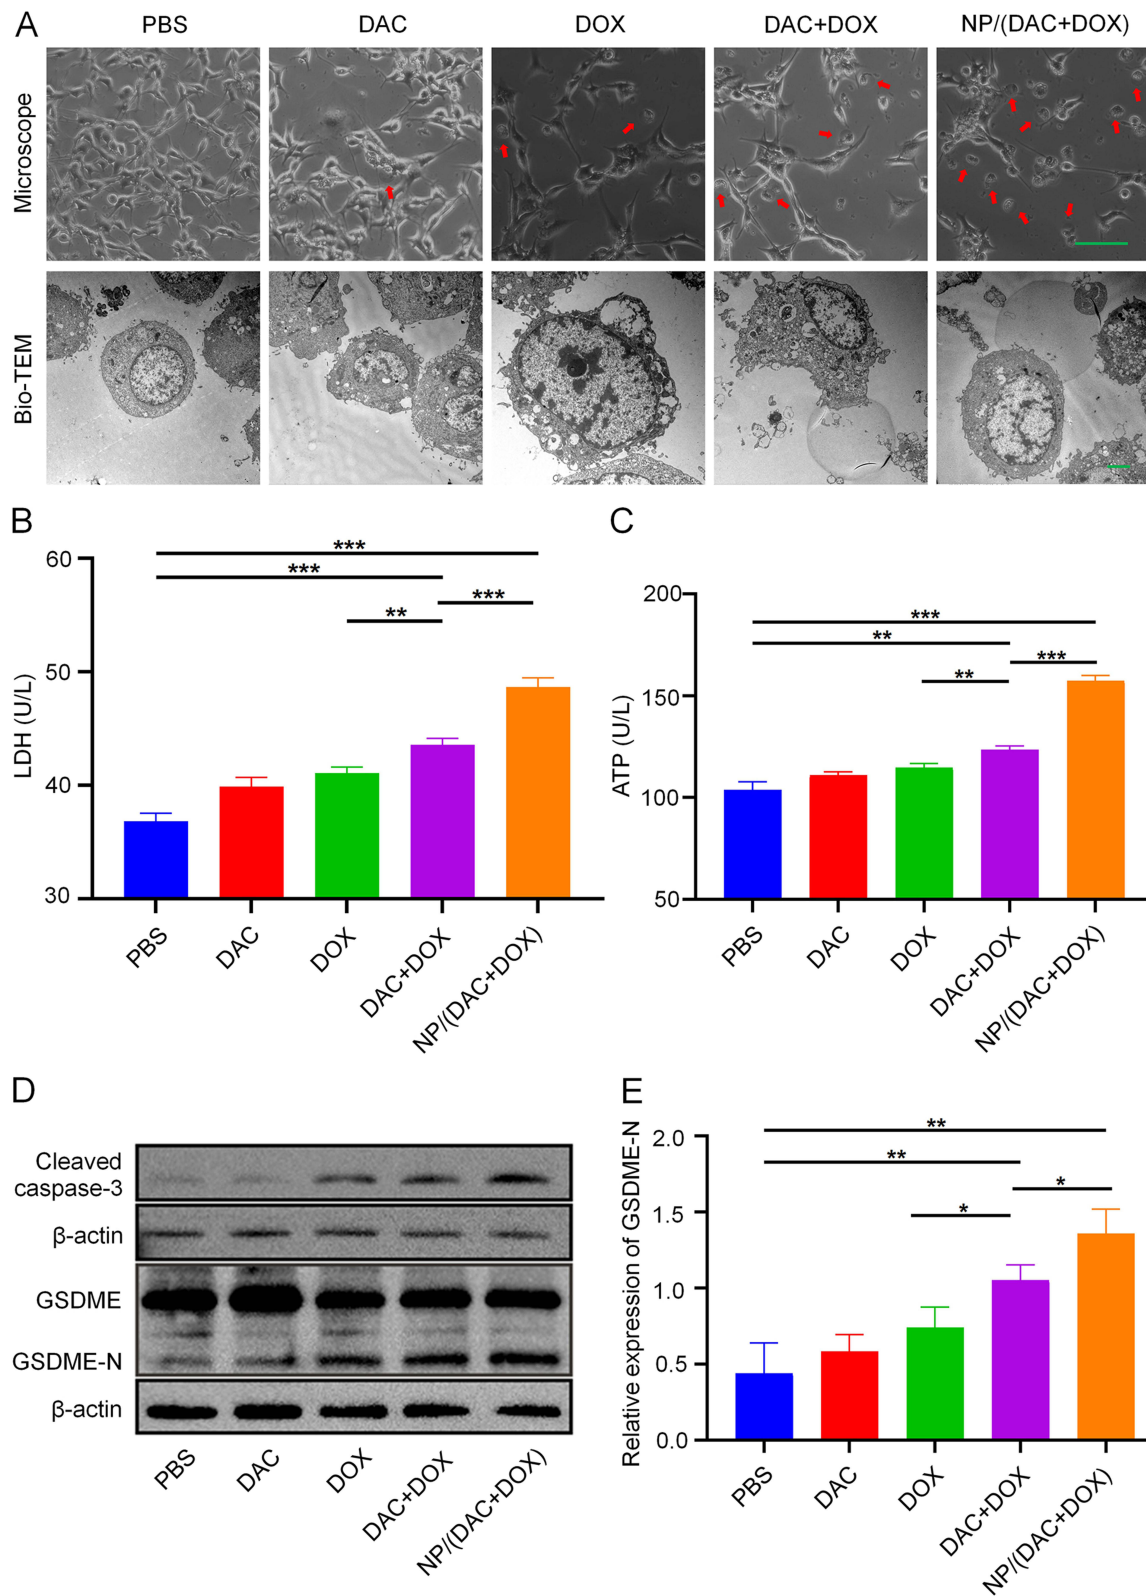 A
PBS
DAC
DOX
DAC+DOX
NP/(DAC+DOX)
Microscope
Bio-TEM
B
LDH (U/L)
60
50
40
30
***
***
**
***
PBS
DAC
DOX
DAC+DOX
NP/(DAC+DOX)
C
ATP (U/L)
200
150
100
50
***
**
**
***
PBS
DAC
DOX
DAC+DOX
NP/(DAC+DOX)
D
Cleaved
caspase-3
β-actin
GSDME
GSDME-N
β-actin
PBS
DAC
DOX
DAC+DOX
NP/(DAC+DOX)
E
Relative expression of GSDME-N
2.0
1.5
1.0
0.5
0.0
**
**
*
*
PBS
DAC
DOX
DAC+DOX
NP/(DAC+DOX)